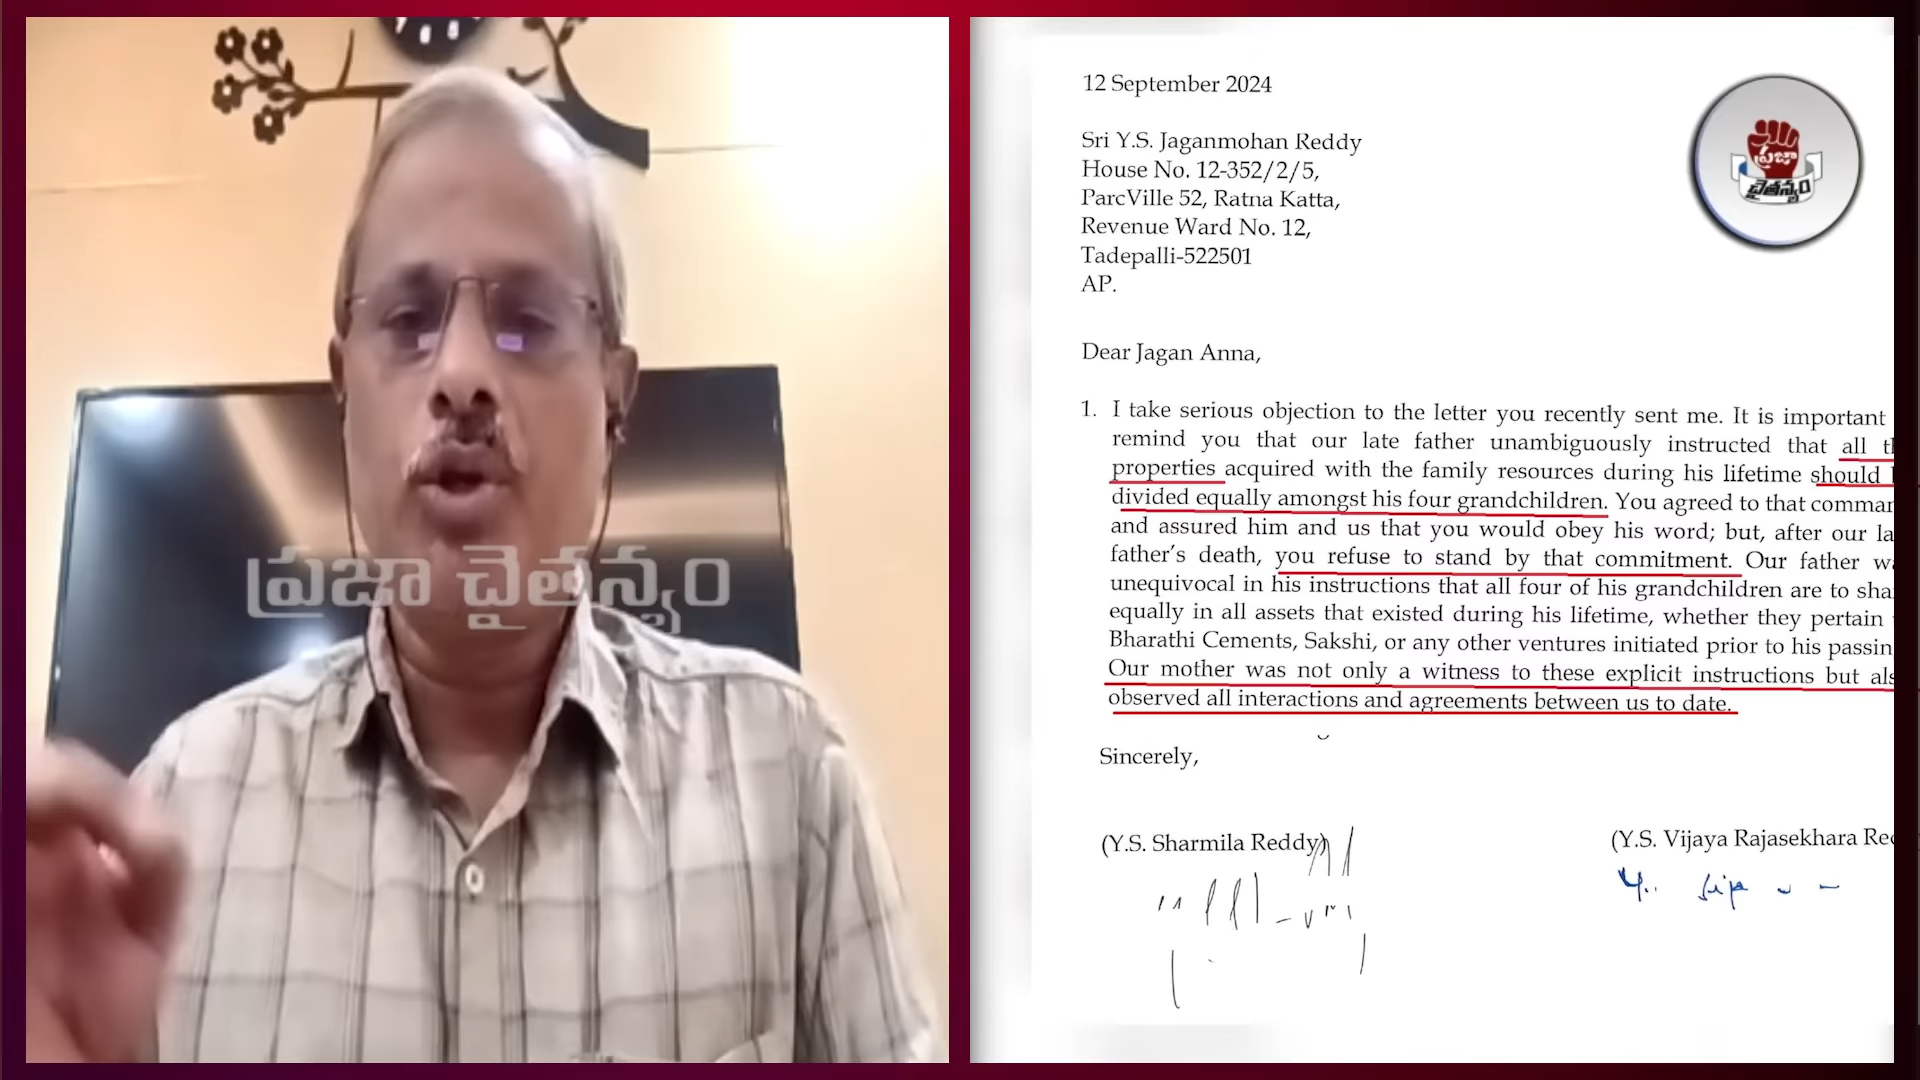 ప్రజా చైతన్యం
12 September 2024
ప్రజా
చైతన్యం
Sri Y.S. Jaganmohan Reddy
House No. 12-352/2/5,
ParcVille 52, Ratna Katta,
Revenue Ward No. 12,
Tadepalli-522501
AP.
Dear Jagan Anna,
1. I take serious objection to the letter you recently sent me. It is important
remind you that our late father unambiguously instructed that all
properties acquired with the family resources during his lifetime should
divided equally amongst his four grandchildren. You agreed to that
and assured him and us that you would obey his word; but, after our
father's death, you refuse to stand by that commitment. Our father
unequivocal in his instructions that all four of his grandchildren are to
equally in all assets that existed during his lifetime, whether they pertain
Bharathi Cements, Sakshi, or any other ventures initiated prior to his
Our mother was not only a witness to these explicit instructions but
observed all interactions and agreements between us to date.
Sincerely,
(Y.S. Sharmila Reddy)
(Y.S. Vijaya Rajasekhara